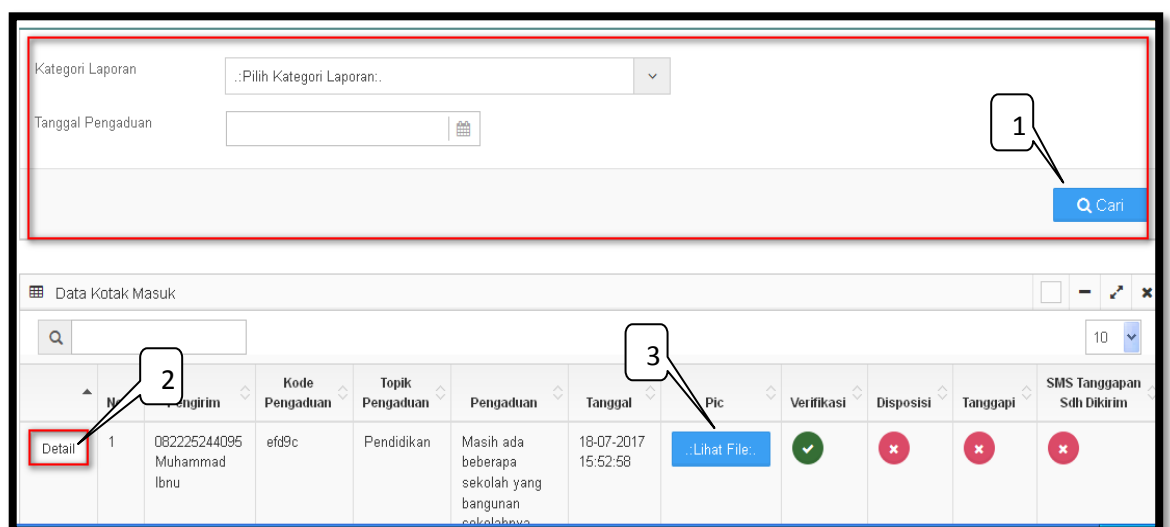 Kategori Laporan
.:Pilih Kategori Laporan:.
Tanggal Pengaduan
1
Cari
Data Kotak Masuk
10
2
3
Pengirim
Kode Pengaduan
Topik Pengaduan
Pengaduan
Tanggal
Pic
Verifikasi
Disposisi
Tanggapi
SMS Tanggapan
Sdh Dikirim
Detail
1
082225244095
Muhammad
Ibnu
efd9c
Pendidikan
Masih ada
beberapa
sekolah yang
bangunan
sekolahnya
18-07-2017
15:52:58
.:Lihat File:.